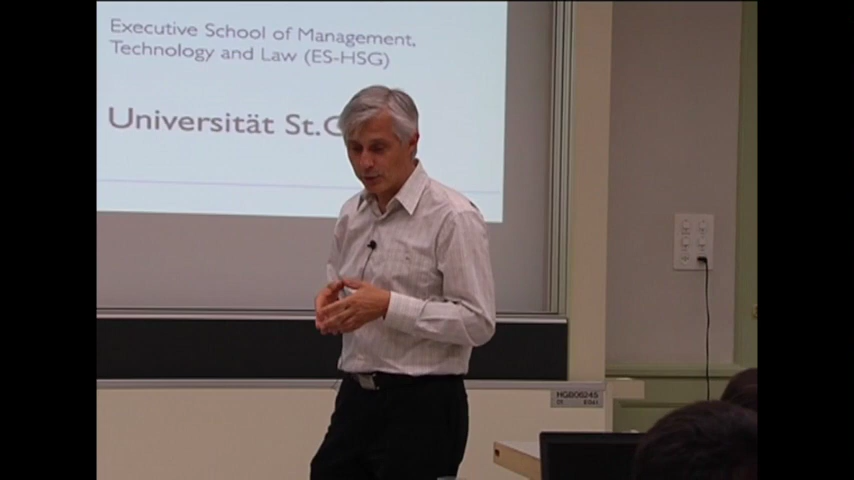 Executive School of Management,
Technology and Law (ES-HSG)
Universität St.G